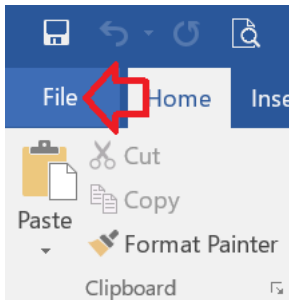 File Home Inse
Cut
Copy
Paste
Format Painter
Clipboard